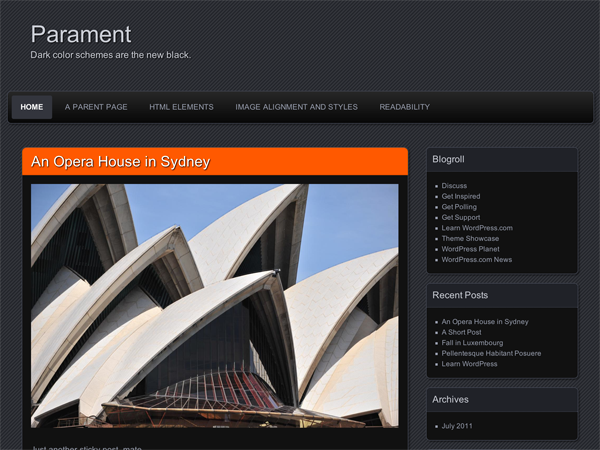 Parament
Dark color schemes are the new black.
HOME A PARENT PAGE HTML ELEMENTS IMAGE ALIGNMENT AND STYLES READABILITY
An Opera House in Sydney
Just another sticky post, mate.
Blogroll
Discuss
Get Inspired
Get Polling
Get Support
Learn WordPress.com
Theme Showcase
WordPress Planet
WordPress.com News
Recent Posts
An Opera House in Sydney
A Short Post
Fall in Luxembourg
Pellentesque Habitant Posuere
Learn WordPress
Archives
July 2011